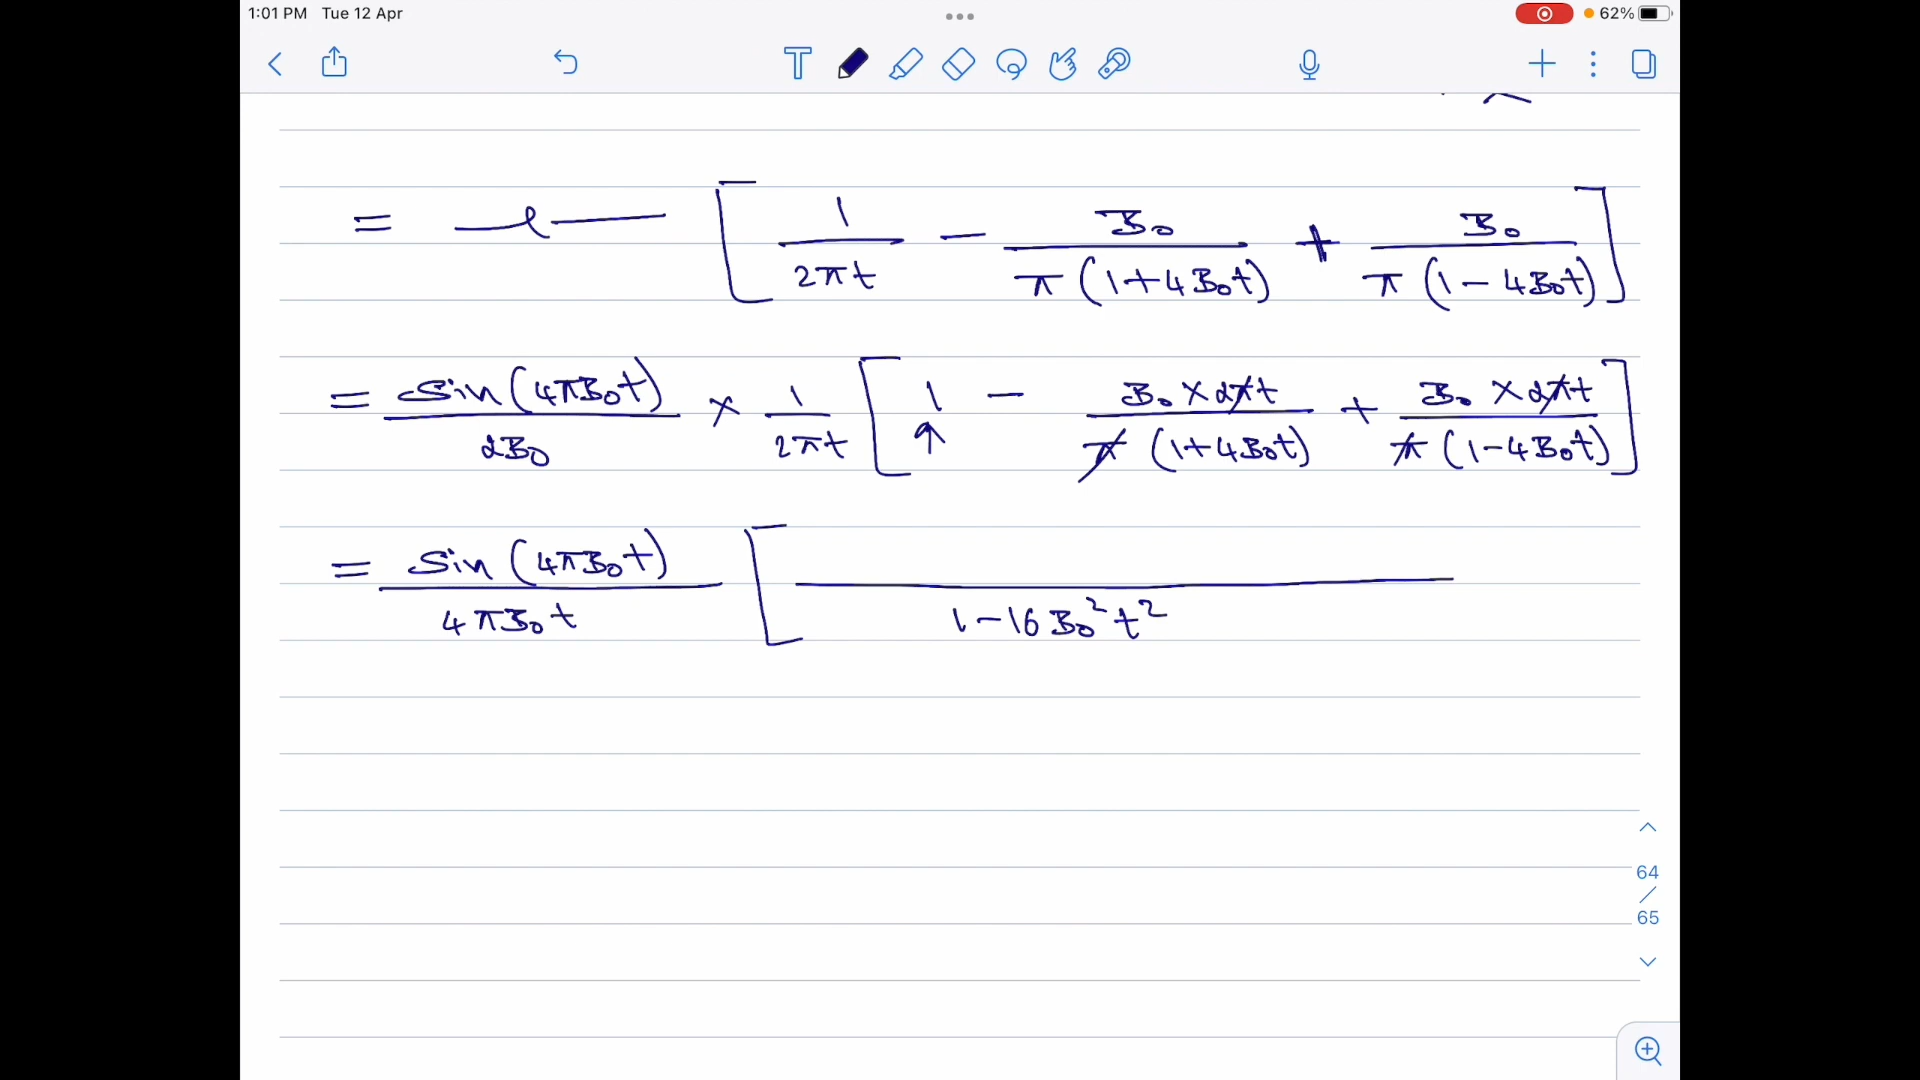 1:01 PM Tue 12 Apr 62%
T
= —〃— [ 1/2πt − B₀/π(1+4B₀t) + B₀/π(1−4B₀t) ]
= sin(4πB₀t)/2B₀ × 1/2πt [ 1 − B₀×2πt/π(1+4B₀t) + B₀×2πt/π(1−4B₀t) ]
= sin(4πB₀t)/4πB₀t [ /1−16B₀²t²
64
/
65